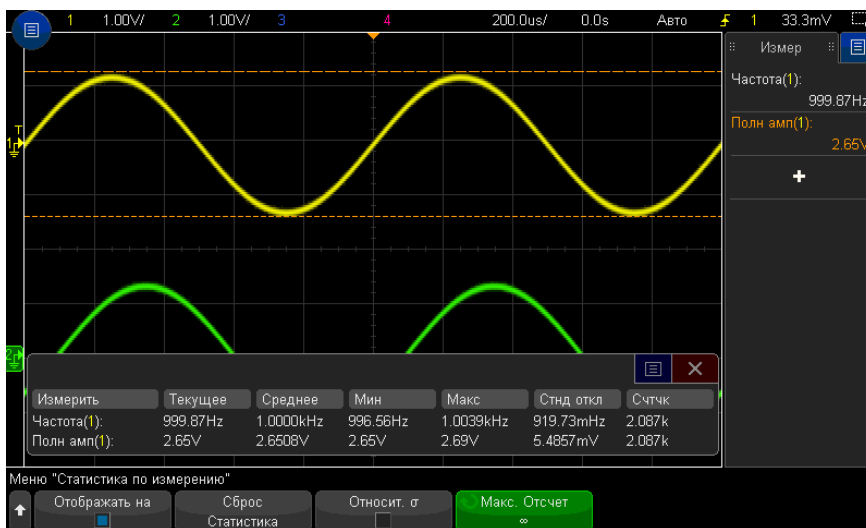 1 1.00V/ 2 1.00V/ 3 4 200.0us/ 0.0s Авто 1 33.3mV
Измер
Частота(1):
999.87Hz
Полн амп(1):
2.65V
+
T
1
2
Измерить Текущее Среднее Мин Макс Стнд откл Счтчк
Частота(1): 999.87Hz 1.0000kHz 996.56Hz 1.0039kHz 919.73mHz 2.087k
Полн амп(1): 2.65V 2.6508V 2.65V 2.69V 5.4857mV 2.087k
Меню "Статистика по измерению"
Отображать на
Сброс
Статистика
Относит. σ
Макс. Отсчет
∞